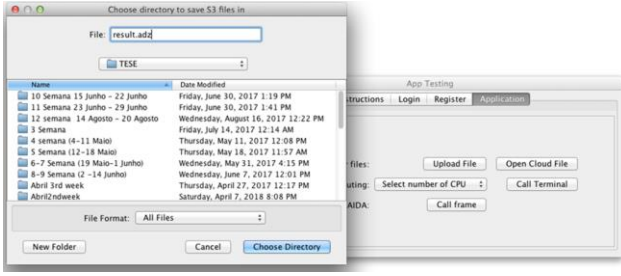 Choose directory to save S3 files in
File: result.adz
TESE
Name Date Modified
10 Semana 15 Junho - 22 Junho Friday, June 30, 2017 1:19 PM
11 Semana 23 Junho - 29 Junho Friday, June 30, 2017 1:41 PM
12 semana 14 Agosto - 20 Agosto Wednesday, August 16, 2017 12:22 PM
3 Semana Friday, July 14, 2017 12:14 AM
4 semana (4-11 Maio) Thursday, May 11, 2017 12:08 PM
5 Semana (12-18 Maio) Thursday, May 18, 2017 11:57 AM
6-7 Semana (19 Maio-1 Junho) Wednesday, May 31, 2017 4:15 PM
8-9 Semana (2 -14 Junho) Wednesday, June 7, 2017 12:01 PM
Abril 3rd week Thursday, April 27, 2017 12:17 PM
Abril2ndweek Saturday, April 7, 2018 8:08 PM
File Format: All Files
New Folder Cancel Choose Directory
App Testing
tructions Login Register Application
files: Upload File Open Cloud File
uting: Select number of CPU Call Terminal
AIDA: Call frame